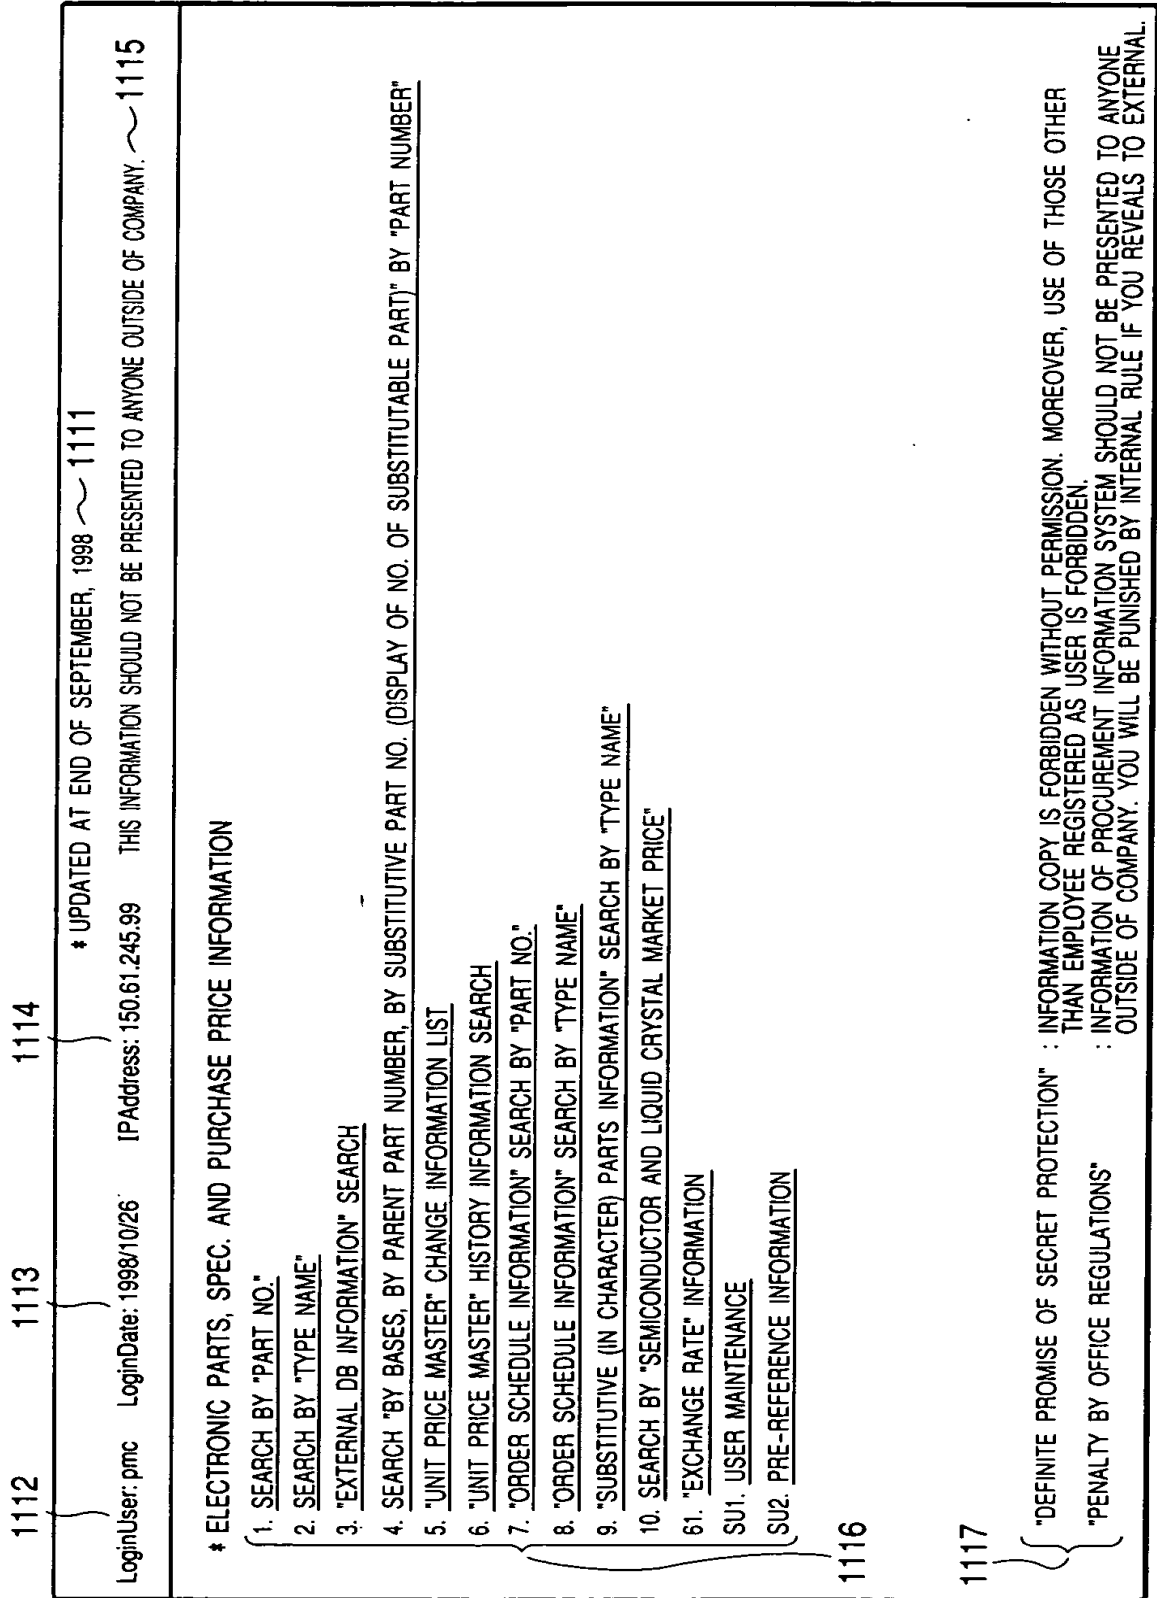 1112
1113
1114
* UPDATED AT END OF SEPTEMBER, 1998 ~ 1111
LoginUser: pmc LoginDate: 1998/10/26 IPAddress: 150.61.245.99 THIS INFORMATION SHOULD NOT BE PRESENTED TO ANYONE OUTSIDE OF COMPANY. ~ 1115
* ELECTRONIC PARTS, SPEC. AND PURCHASE PRICE INFORMATION
1. SEARCH BY "PART NO."
2. SEARCH BY "TYPE NAME"
3. "EXTERNAL DB INFORMATION" SEARCH
4. SEARCH "BY BASES, BY PARENT PART NUMBER, BY SUBSTITUTIVE PART NO. (DISPLAY OF NO. OF SUBSTITUTABLE PART)" BY "PART NUMBER"
5. "UNIT PRICE MASTER" CHANGE INFORMATION LIST
6. "UNIT PRICE MASTER" HISTORY INFORMATION SEARCH
7. "ORDER SCHEDULE INFORMATION" SEARCH BY "PART NO."
8. "ORDER SCHEDULE INFORMATION" SEARCH BY "TYPE NAME"
9. "SUBSTITUTIVE (IN CHARACTER) PARTS INFORMATION" SEARCH BY "TYPE NAME"
10. SEARCH BY "SEMICONDUCTOR AND LIQUID CRYSTAL MARKET PRICE"
61. "EXCHANGE RATE" INFORMATION
SU1. USER MAINTENANCE
SU2. PRE-REFERENCE INFORMATION
1116
1117
"DEFINITE PROMISE OF SECRET PROTECTION" : INFORMATION COPY IS FORBIDDEN WITHOUT PERMISSION. MOREOVER, USE OF THOSE OTHER
THAN EMPLOYEE REGISTERED AS USER IS FORBIDDEN.
"PENALTY BY OFFICE REGULATIONS" : INFORMATION OF PROCUREMENT INFORMATION SYSTEM SHOULD NOT BE PRESENTED TO ANYONE
OUTSIDE OF COMPANY. YOU WILL BE PUNISHED BY INTERNAL RULE IF YOU REVEALS TO EXTERNAL.